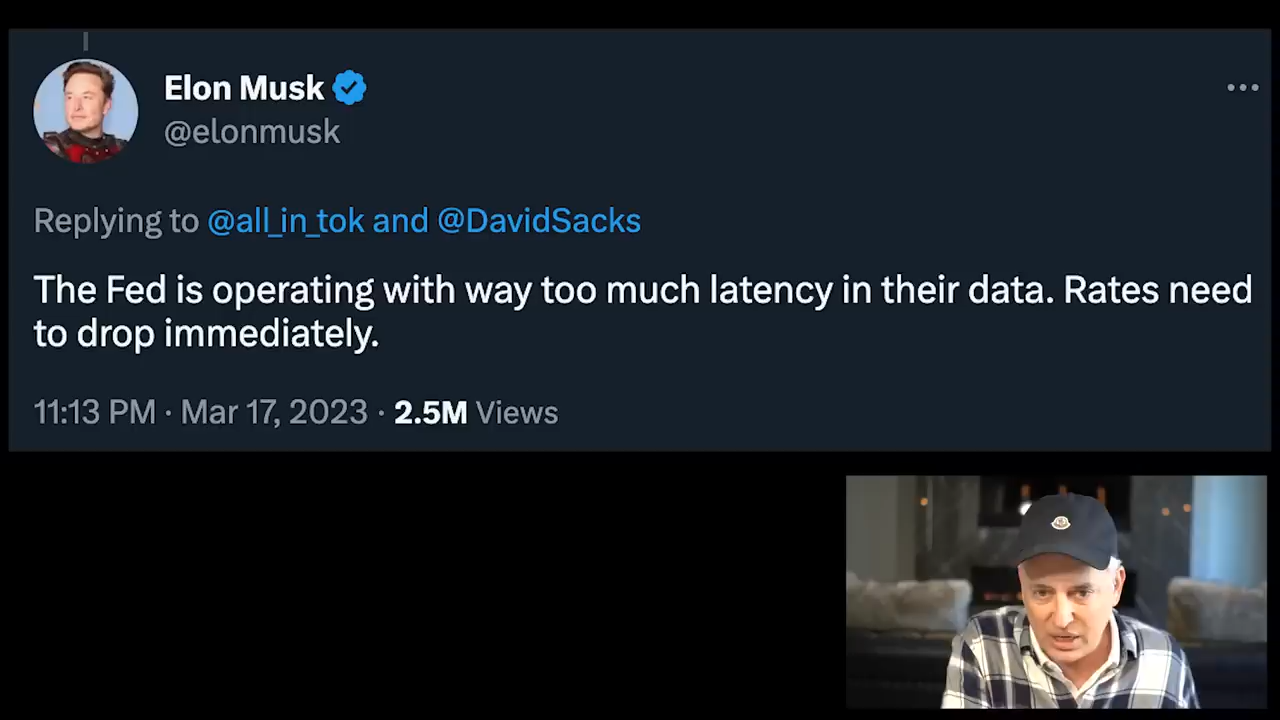 Elon Musk
@elonmusk
Replying to @all_in_tok and @DavidSacks
The Fed is operating with way too much latency in their data. Rates need
to drop immediately.
11:13 PM · Mar 17, 2023 · 2.5M Views